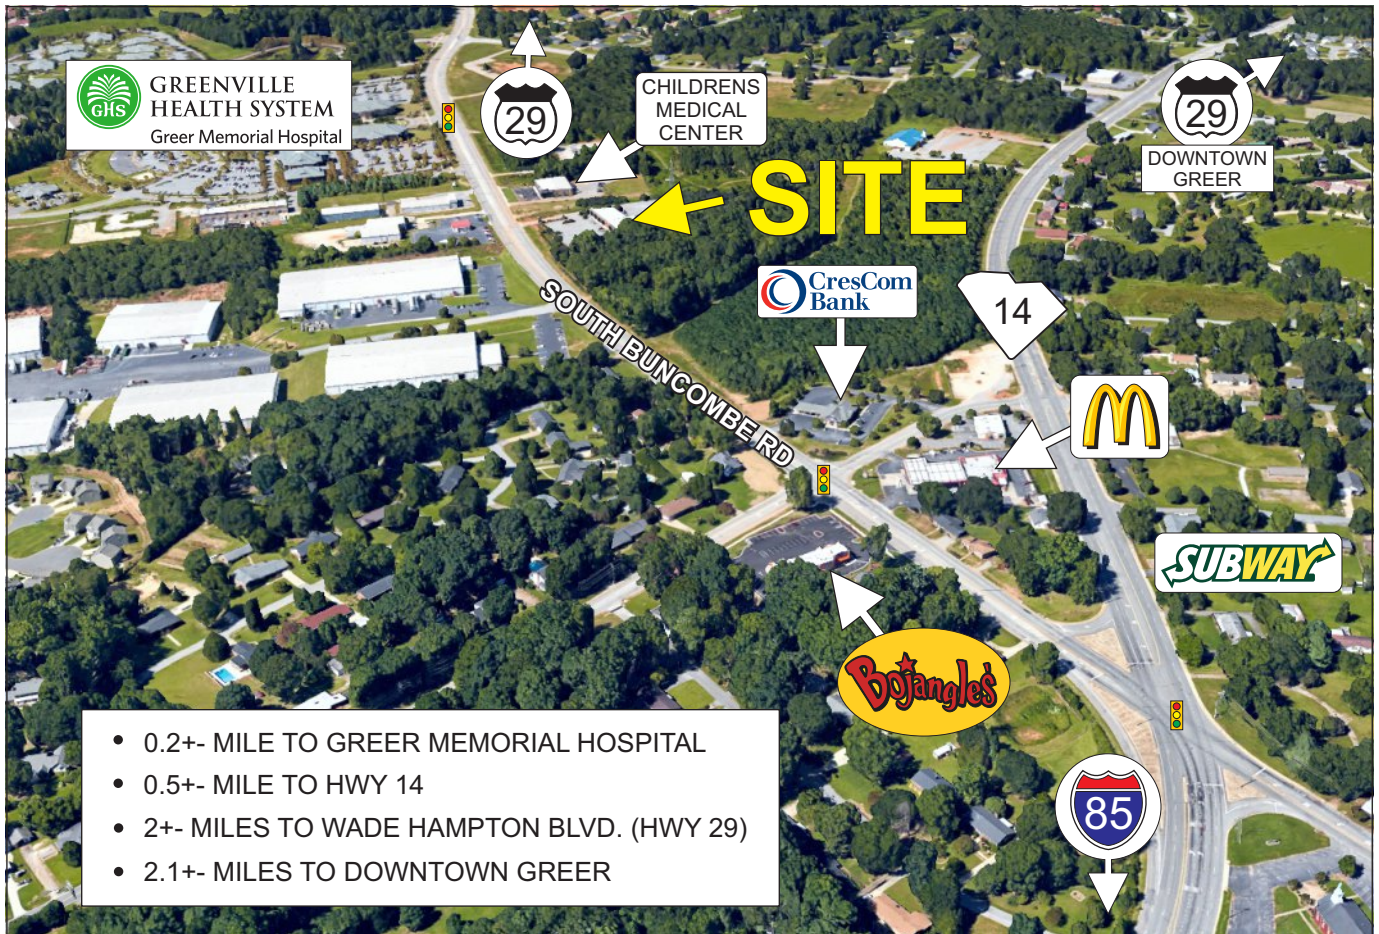 GHS
GREENVILLE
HEALTH SYSTEM
Greer Memorial Hospital
29
CHILDRENS
MEDICAL
CENTER
29
DOWNTOWN
GREER
SITE
CresCom
Bank
14
SOUTH BUNCOMBE RD
SUBWAY
Bojangles'
85
• 0.2+- MILE TO GREER MEMORIAL HOSPITAL
• 0.5+- MILE TO HWY 14
• 2+- MILES TO WADE HAMPTON BLVD. (HWY 29)
• 2.1+- MILES TO DOWNTOWN GREER